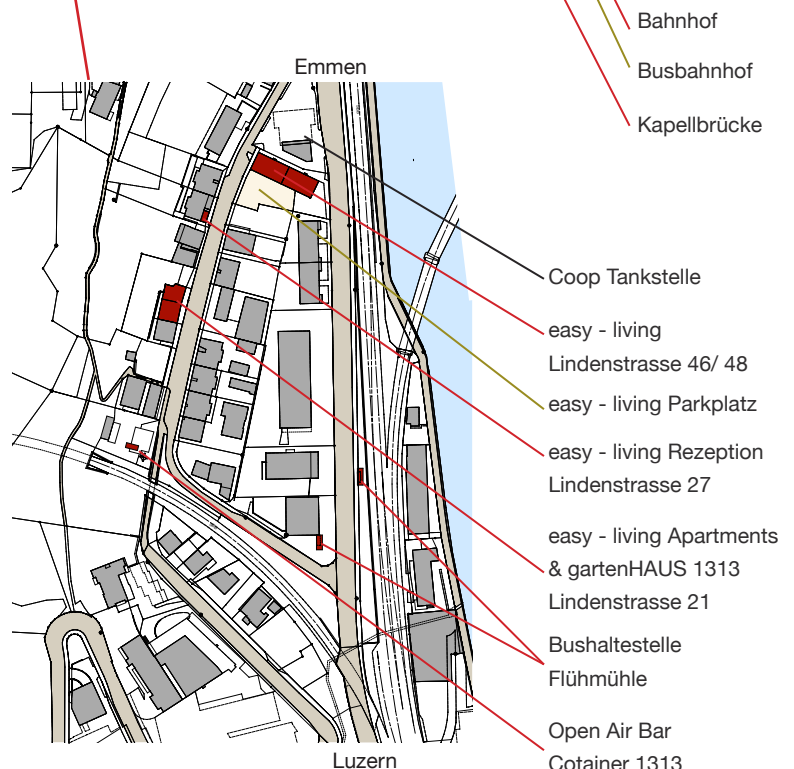 Bahnhof
Busbahnhof
Kapellbrücke
Emmen
Coop Tankstelle
easy - living
Lindenstrasse 46/ 48
easy - living Parkplatz
easy - living Rezeption
Lindenstrasse 27
easy - living Apartments
& gartenHAUS 1313
Lindenstrasse 21
Bushaltestelle
Flühmühle
Open Air Bar
Cotainer 1313
Luzern